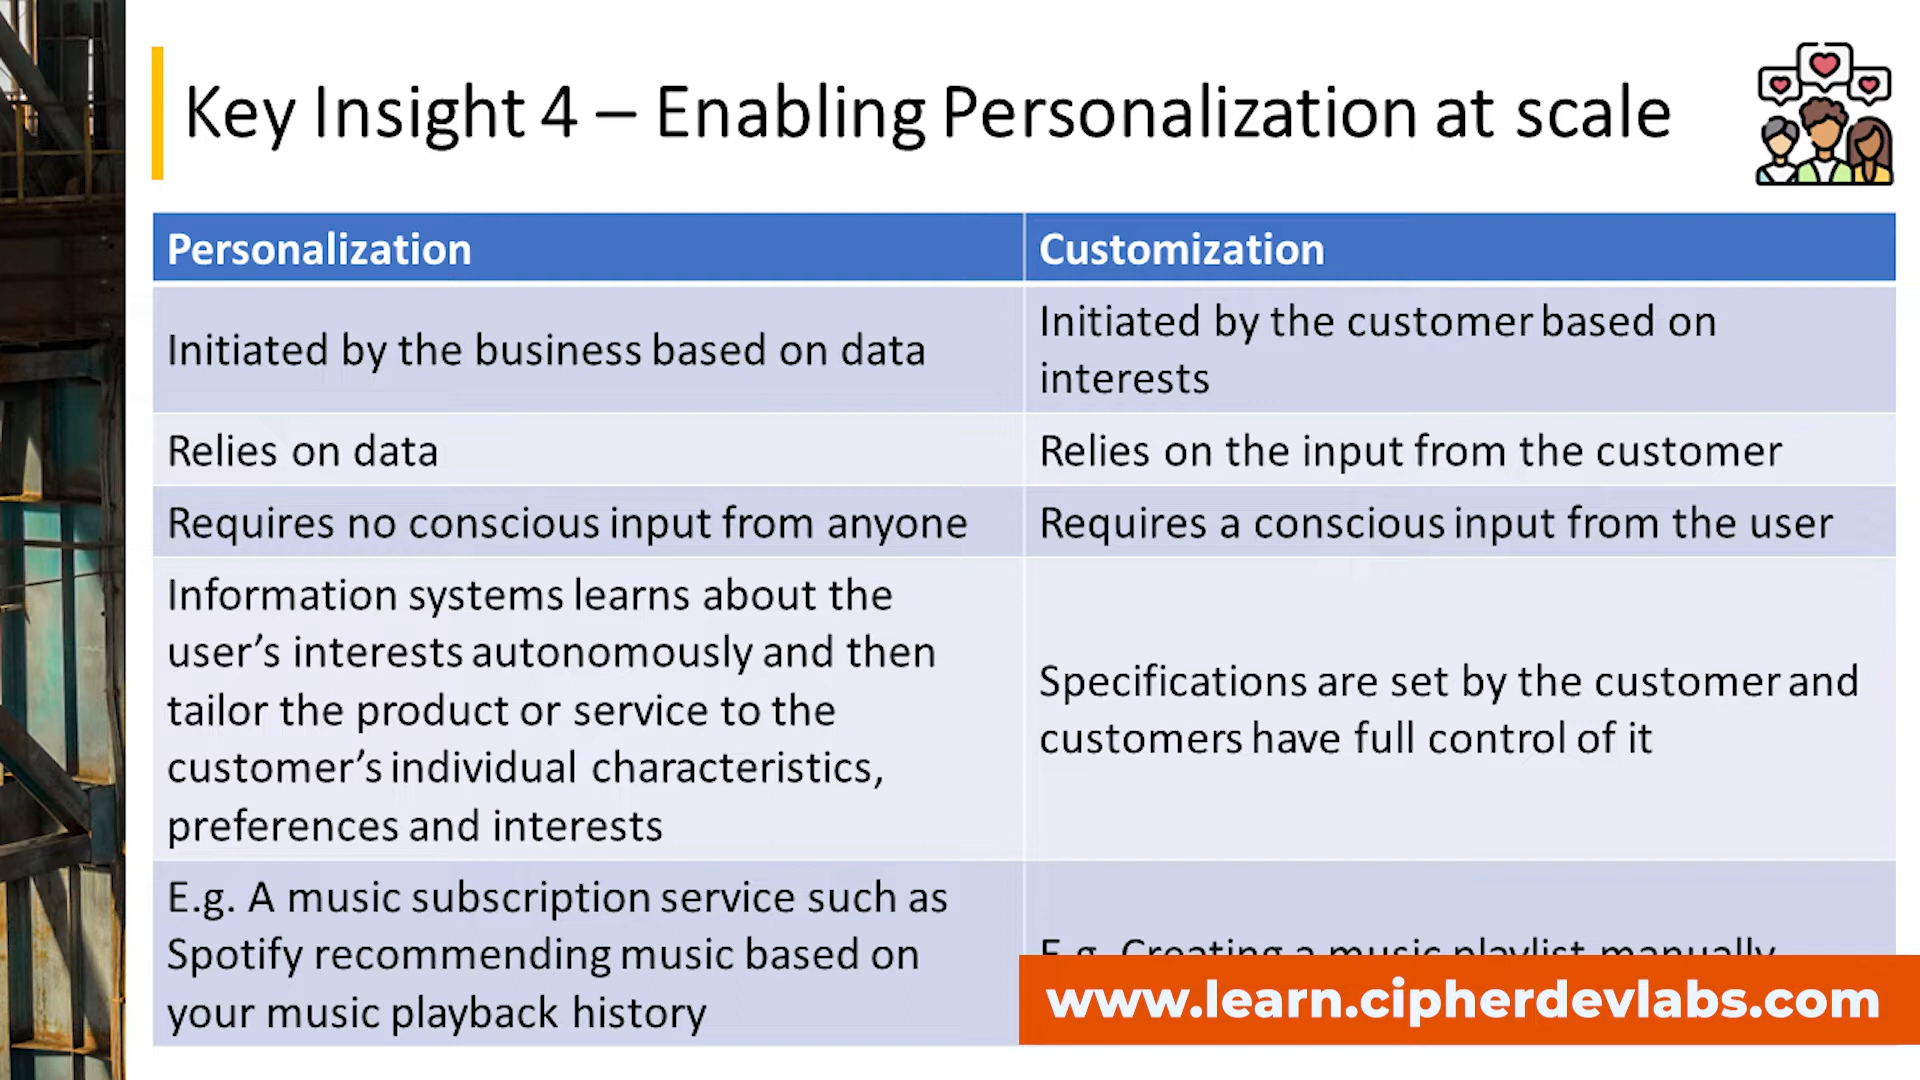 Key Insight 4 – Enabling Personalization at scale
Personalization
Customization
Initiated by the business based on data
Initiated by the customer based on
interests
Relies on data
Relies on the input from the customer
Requires no conscious input from anyone
Requires a conscious input from the user
Information systems learns about the
user’s interests autonomously and then
tailor the product or service to the
customer’s individual characteristics,
preferences and interests
Specifications are set by the customer and
customers have full control of it
E.g. A music subscription service such as
Spotify recommending music based on
your music playback history
E.g. Creating a music playlist manually
www.learn.cipherdevlabs.com